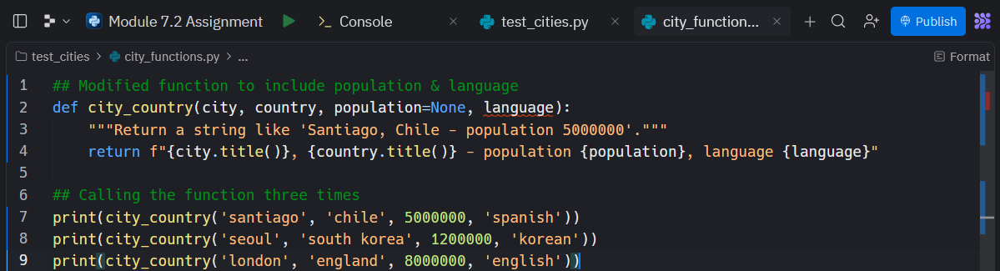 Module 7.2 Assignment Console test_cities.py city_function... Publish
test_cities > city_functions.py > ... Format
1 ## Modified function to include population & language
2 def city_country(city, country, population=None, language):
3     """Return a string like 'Santiago, Chile - population 5000000'."""
4     return f"{city.title()}, {country.title()} - population {population}, language {language}"
5
6 ## Calling the function three times
7 print(city_country('santiago', 'chile', 5000000, 'spanish'))
8 print(city_country('seoul', 'south korea', 1200000, 'korean'))
9 print(city_country('london', 'england', 8000000, 'english'))